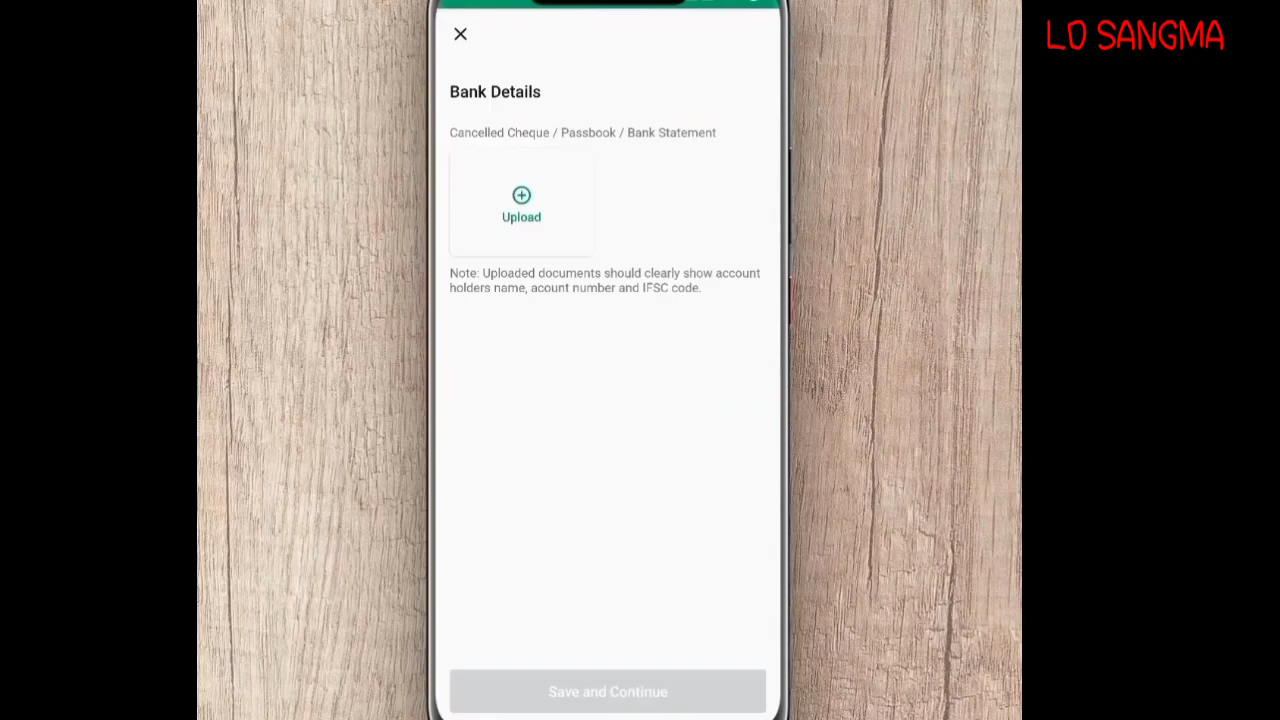 LD SANGMA
Bank Details
Cancelled Cheque / Passbook / Bank Statement
Upload
Note: Uploaded documents should clearly show account
holders name, acount number and IFSC code.
Save and Continue